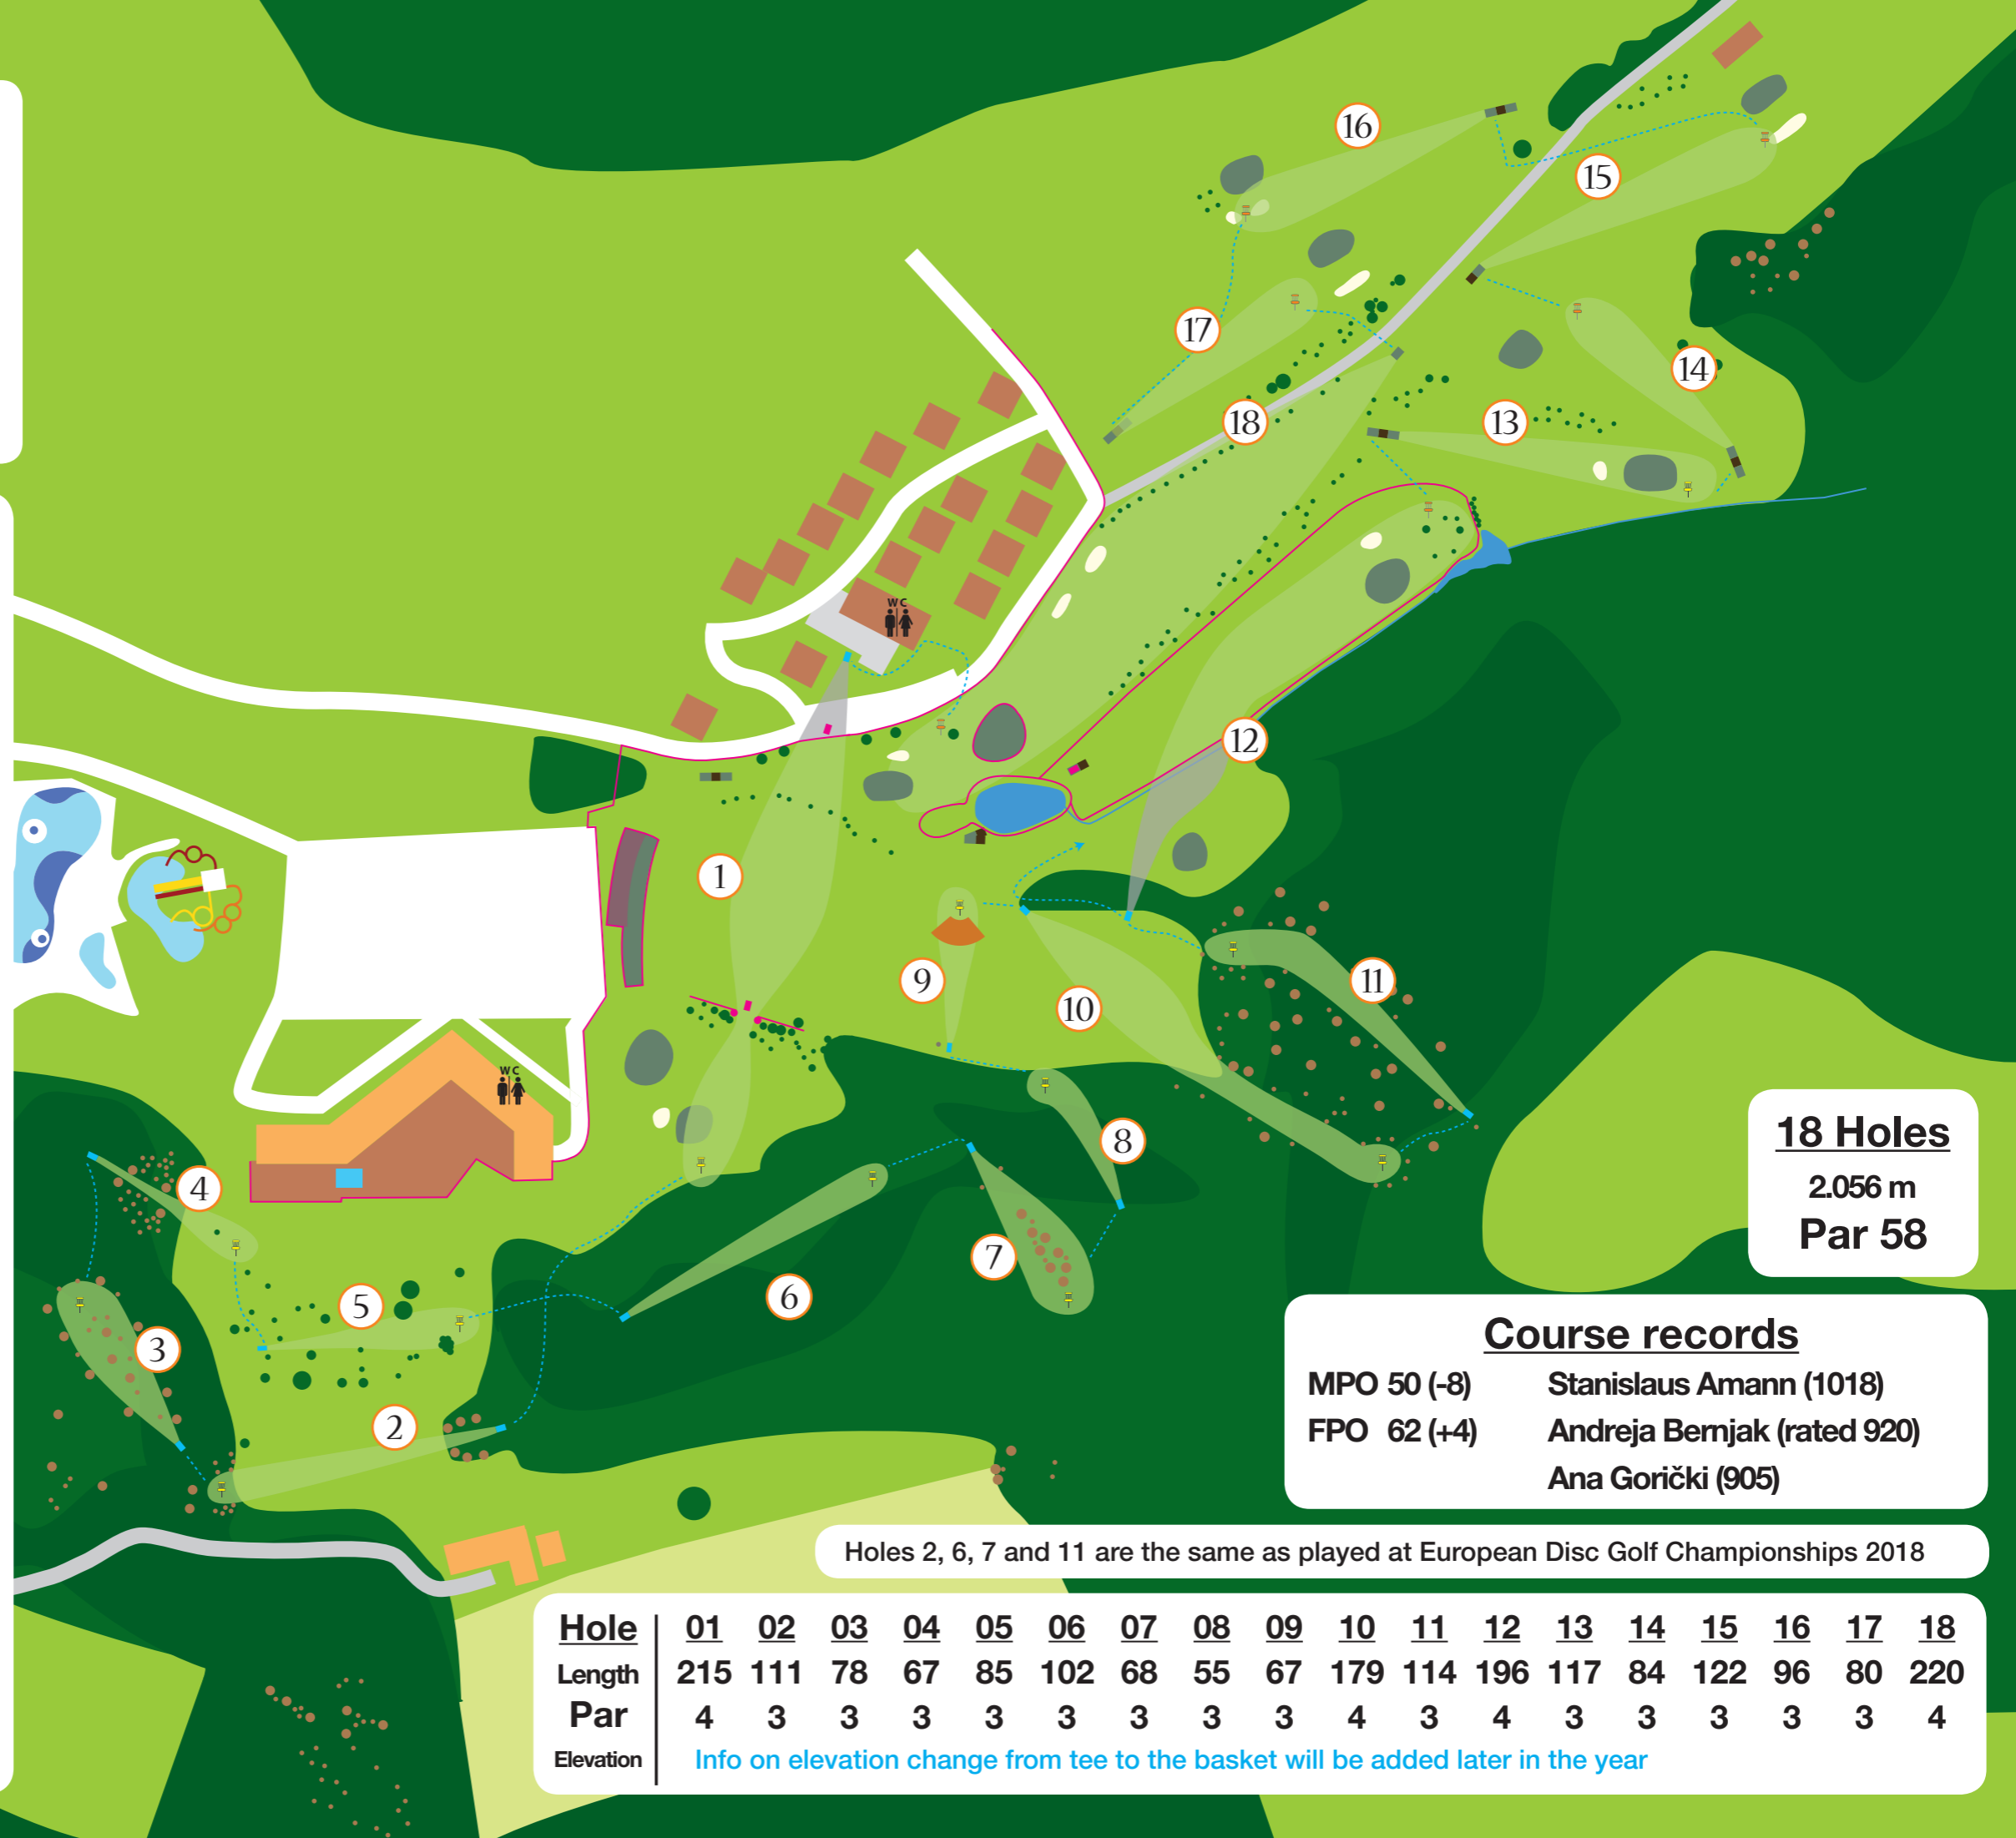 16
15
17
14
18
13
WC
12
1
9
11
10
WC
8
4
7
6
5
3
2
18 Holes
2.056 m
Par 58
Course records
MPO 50 (-8) Stanislaus Amann (1018)
FPO 62 (+4) Andreja Bernjak (rated 920)
Ana Gorički (905)
Holes 2, 6, 7 and 11 are the same as played at European Disc Golf Championships 2018
Hole 01 02 03 04 05 06 07 08 09 10 11 12 13 14 15 16 17 18
Length 215 111 78 67 85 102 68 55 67 179 114 196 117 84 122 96 80 220
Par 4 3 3 3 3 3 3 3 3 4 3 4 3 3 3 3 3 4
Elevation Info on elevation change from tee to the basket will be added later in the year